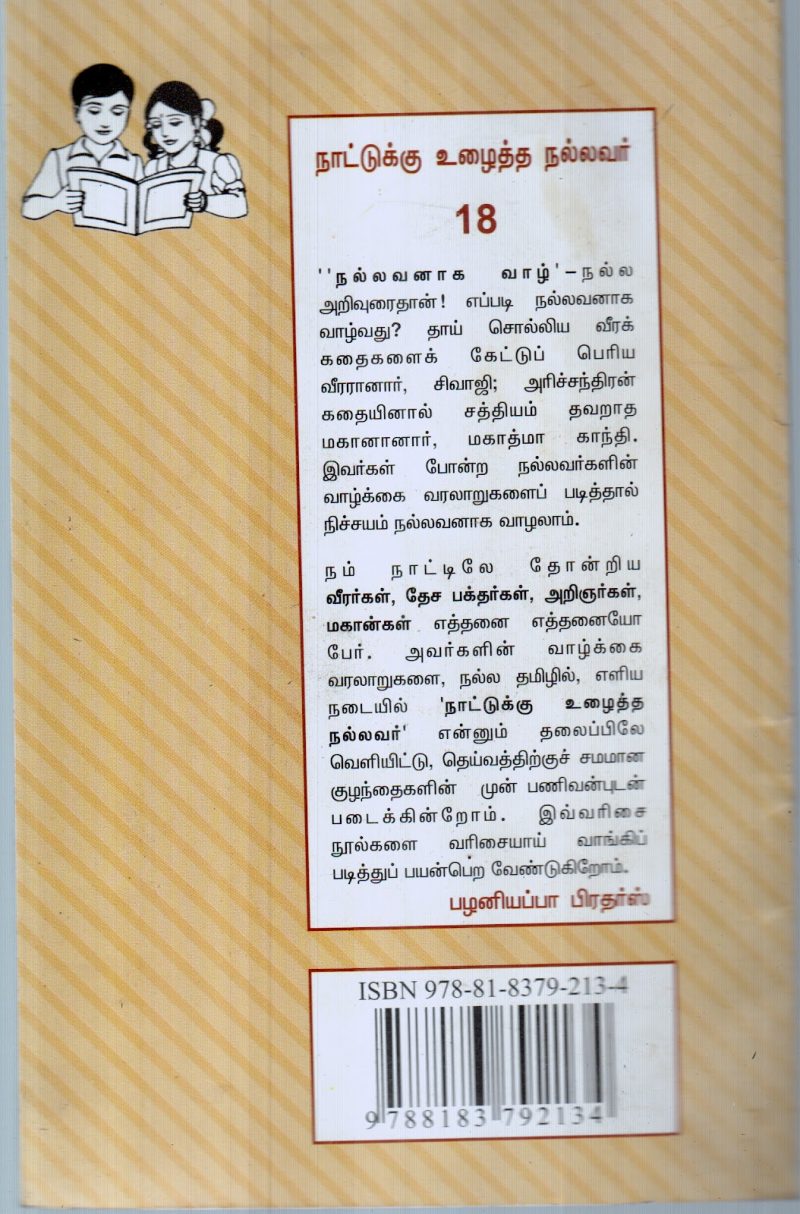 நாட்டுக்கு உழைத்த நல்லவர்
18
''நல்லவனாக வாழ்'–நல்ல
அறிவுரைதான்! எப்படி நல்லவனாக
வாழ்வது? தாய் சொல்லிய வீரக்
கதைகளைக் கேட்டுப் பெரிய
வீரரானார், சிவாஜி; அரிச்சந்திரன்
கதையினால் சத்தியம் தவறாத
மகானானார், மகாத்மா காந்தி.
இவர்கள் போன்ற நல்லவர்களின்
வாழ்க்கை வரலாறுகளைப் படித்தால்
நிச்சயம் நல்லவனாக வாழலாம்.
நம் நாட்டிலே தோன்றிய
வீரர்கள், தேச பக்தர்கள், அறிஞர்கள்,
மகான்கள் எத்தனை எத்தனையோ
பேர். அவர்களின் வாழ்க்கை
வரலாறுகளை, நல்ல தமிழில், எளிய
நடையில் 'நாட்டுக்கு உழைத்த
நல்லவர்' என்னும் தலைப்பிலே
வெளியிட்டு, தெய்வத்திற்குச் சமமான
குழந்தைகளின் முன் பணிவன்புடன்
படைக்கின்றோம். இவ்வரிசை
நூல்களை வரிசையாய் வாங்கிப்
படித்துப் பயன்பெற வேண்டுகிறோம்.
பழனியப்பா பிரதர்ஸ்
ISBN 978-81-8379-213-4
9 788183 792134